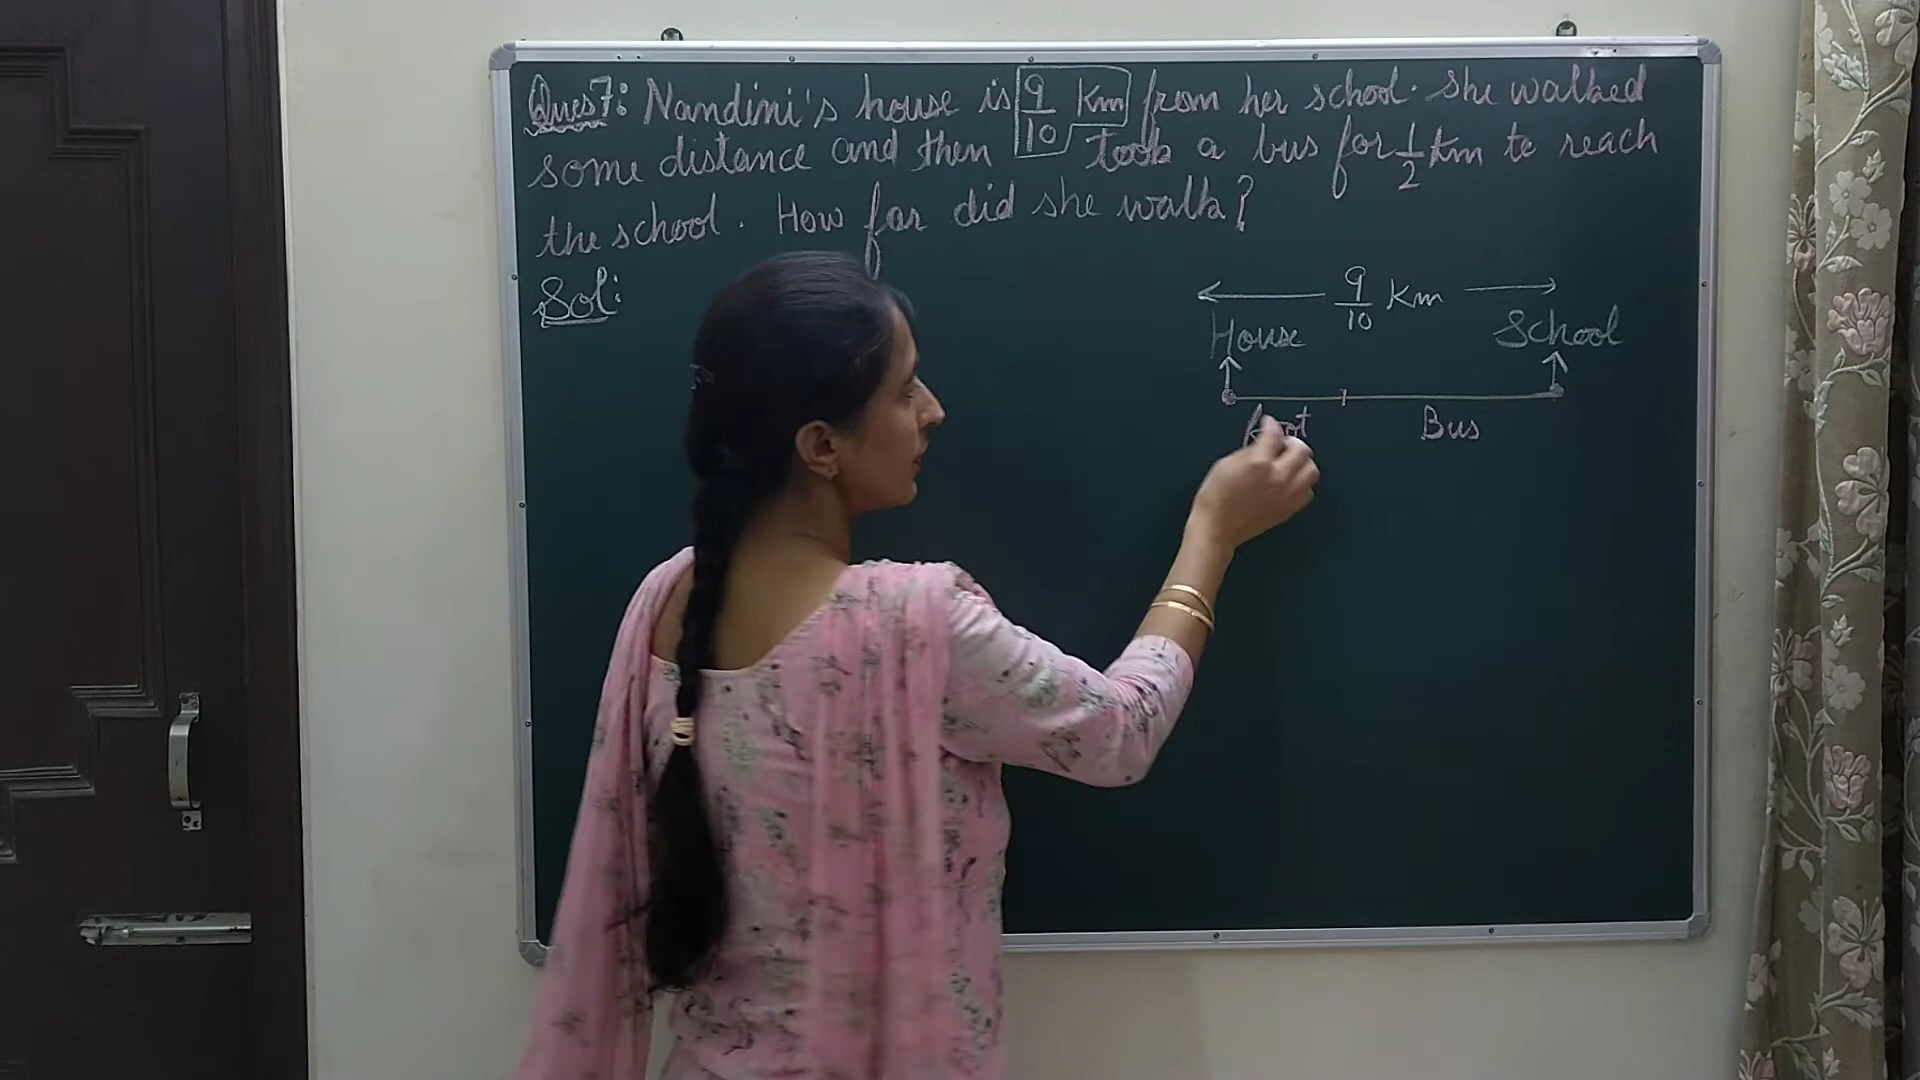 Ques7: Nandini's house is 9/10 Km from her school. She walked
some distance and then took a bus for 1/2 Km to reach
the school. How far did she walk?
Sol:
9/10 Km
House School
Foot Bus